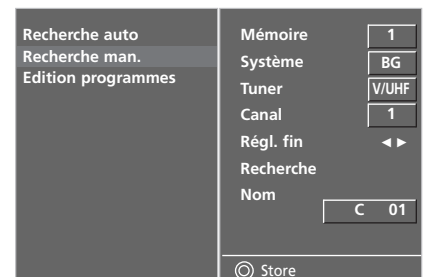 Recherche auto
Recherche man.
Edition programmes
Mémoire 1
Système BG
Tuner V/UHF
Canal 1
Régl. fin ◄ ►
Recherche
Nom
C 01
Store